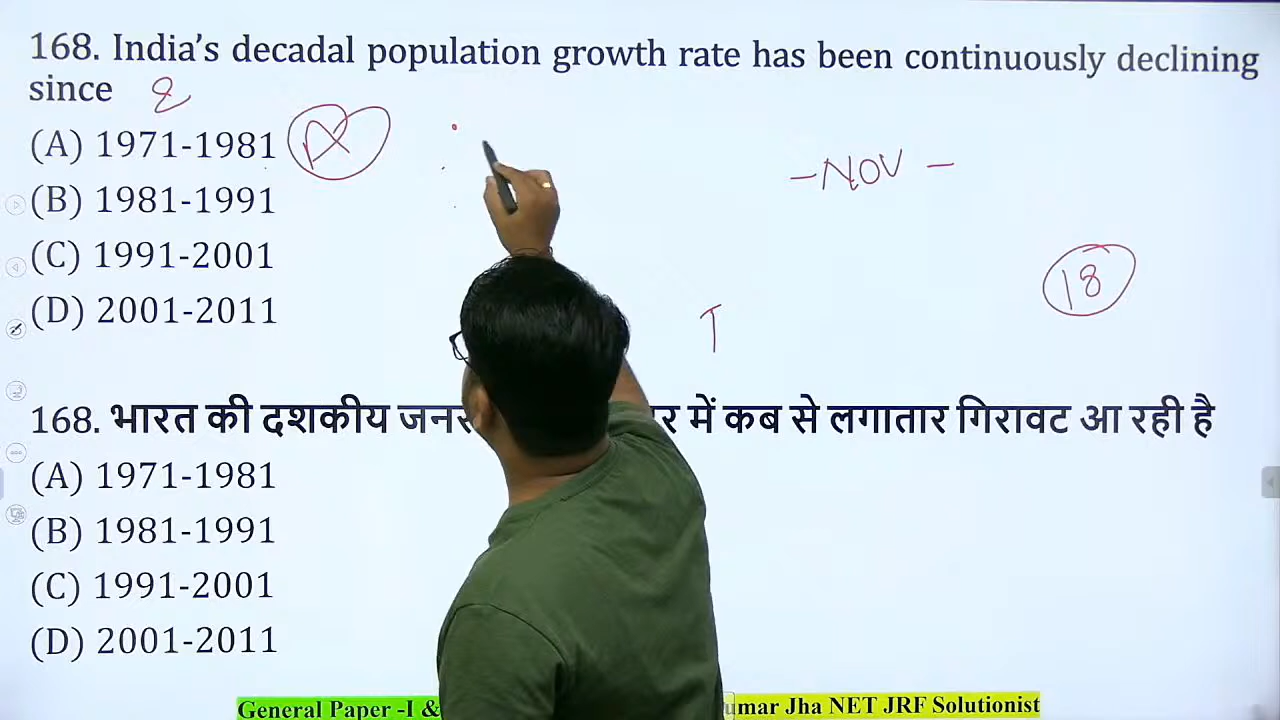 168. India’s decadal population growth rate has been continuously declining
since
(A) 1971-1981
(B) 1981-1991
(C) 1991-2001
(D) 2001-2011
- NOV -
18
168. भारत की दशकीय में कब से लगातार गिरावट आ रही है
(A) 1971-1981
(B) 1981-1991
(C) 1991-2001
(D) 2001-2011
General Paper -I & Jha NET JRF Solutionist